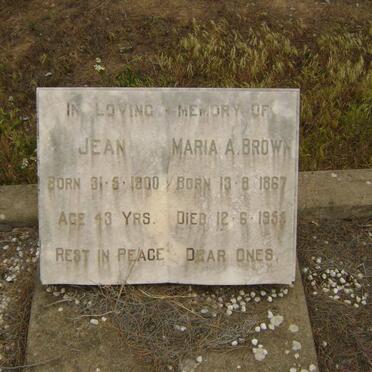 IN LOVING MEMORY OF
JEAN MARIA A. BROWN
BORN 31-5-1900 BORN 13-8-1867
AGE 43 YRS. DIED 12-6-
REST IN PEACE DEAR ONES.